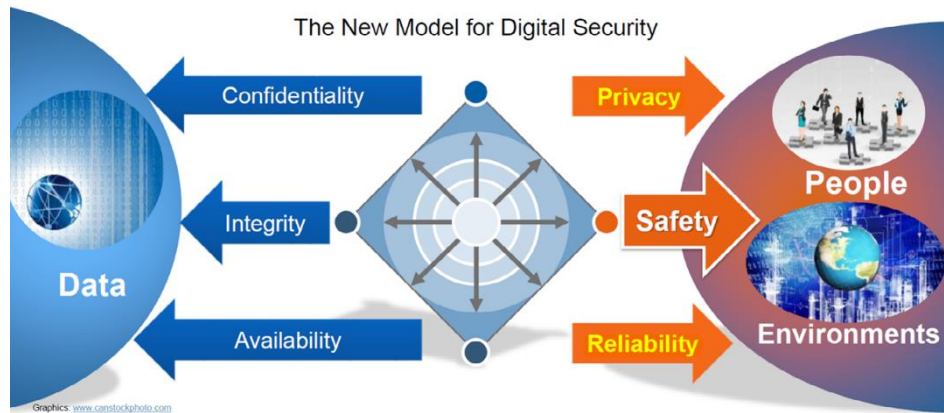 The New Model for Digital Security
Confidentiality
Privacy
People
Integrity
Safety
Data
Availability
Reliability
Environments
Graphics: www.canstockphoto.com